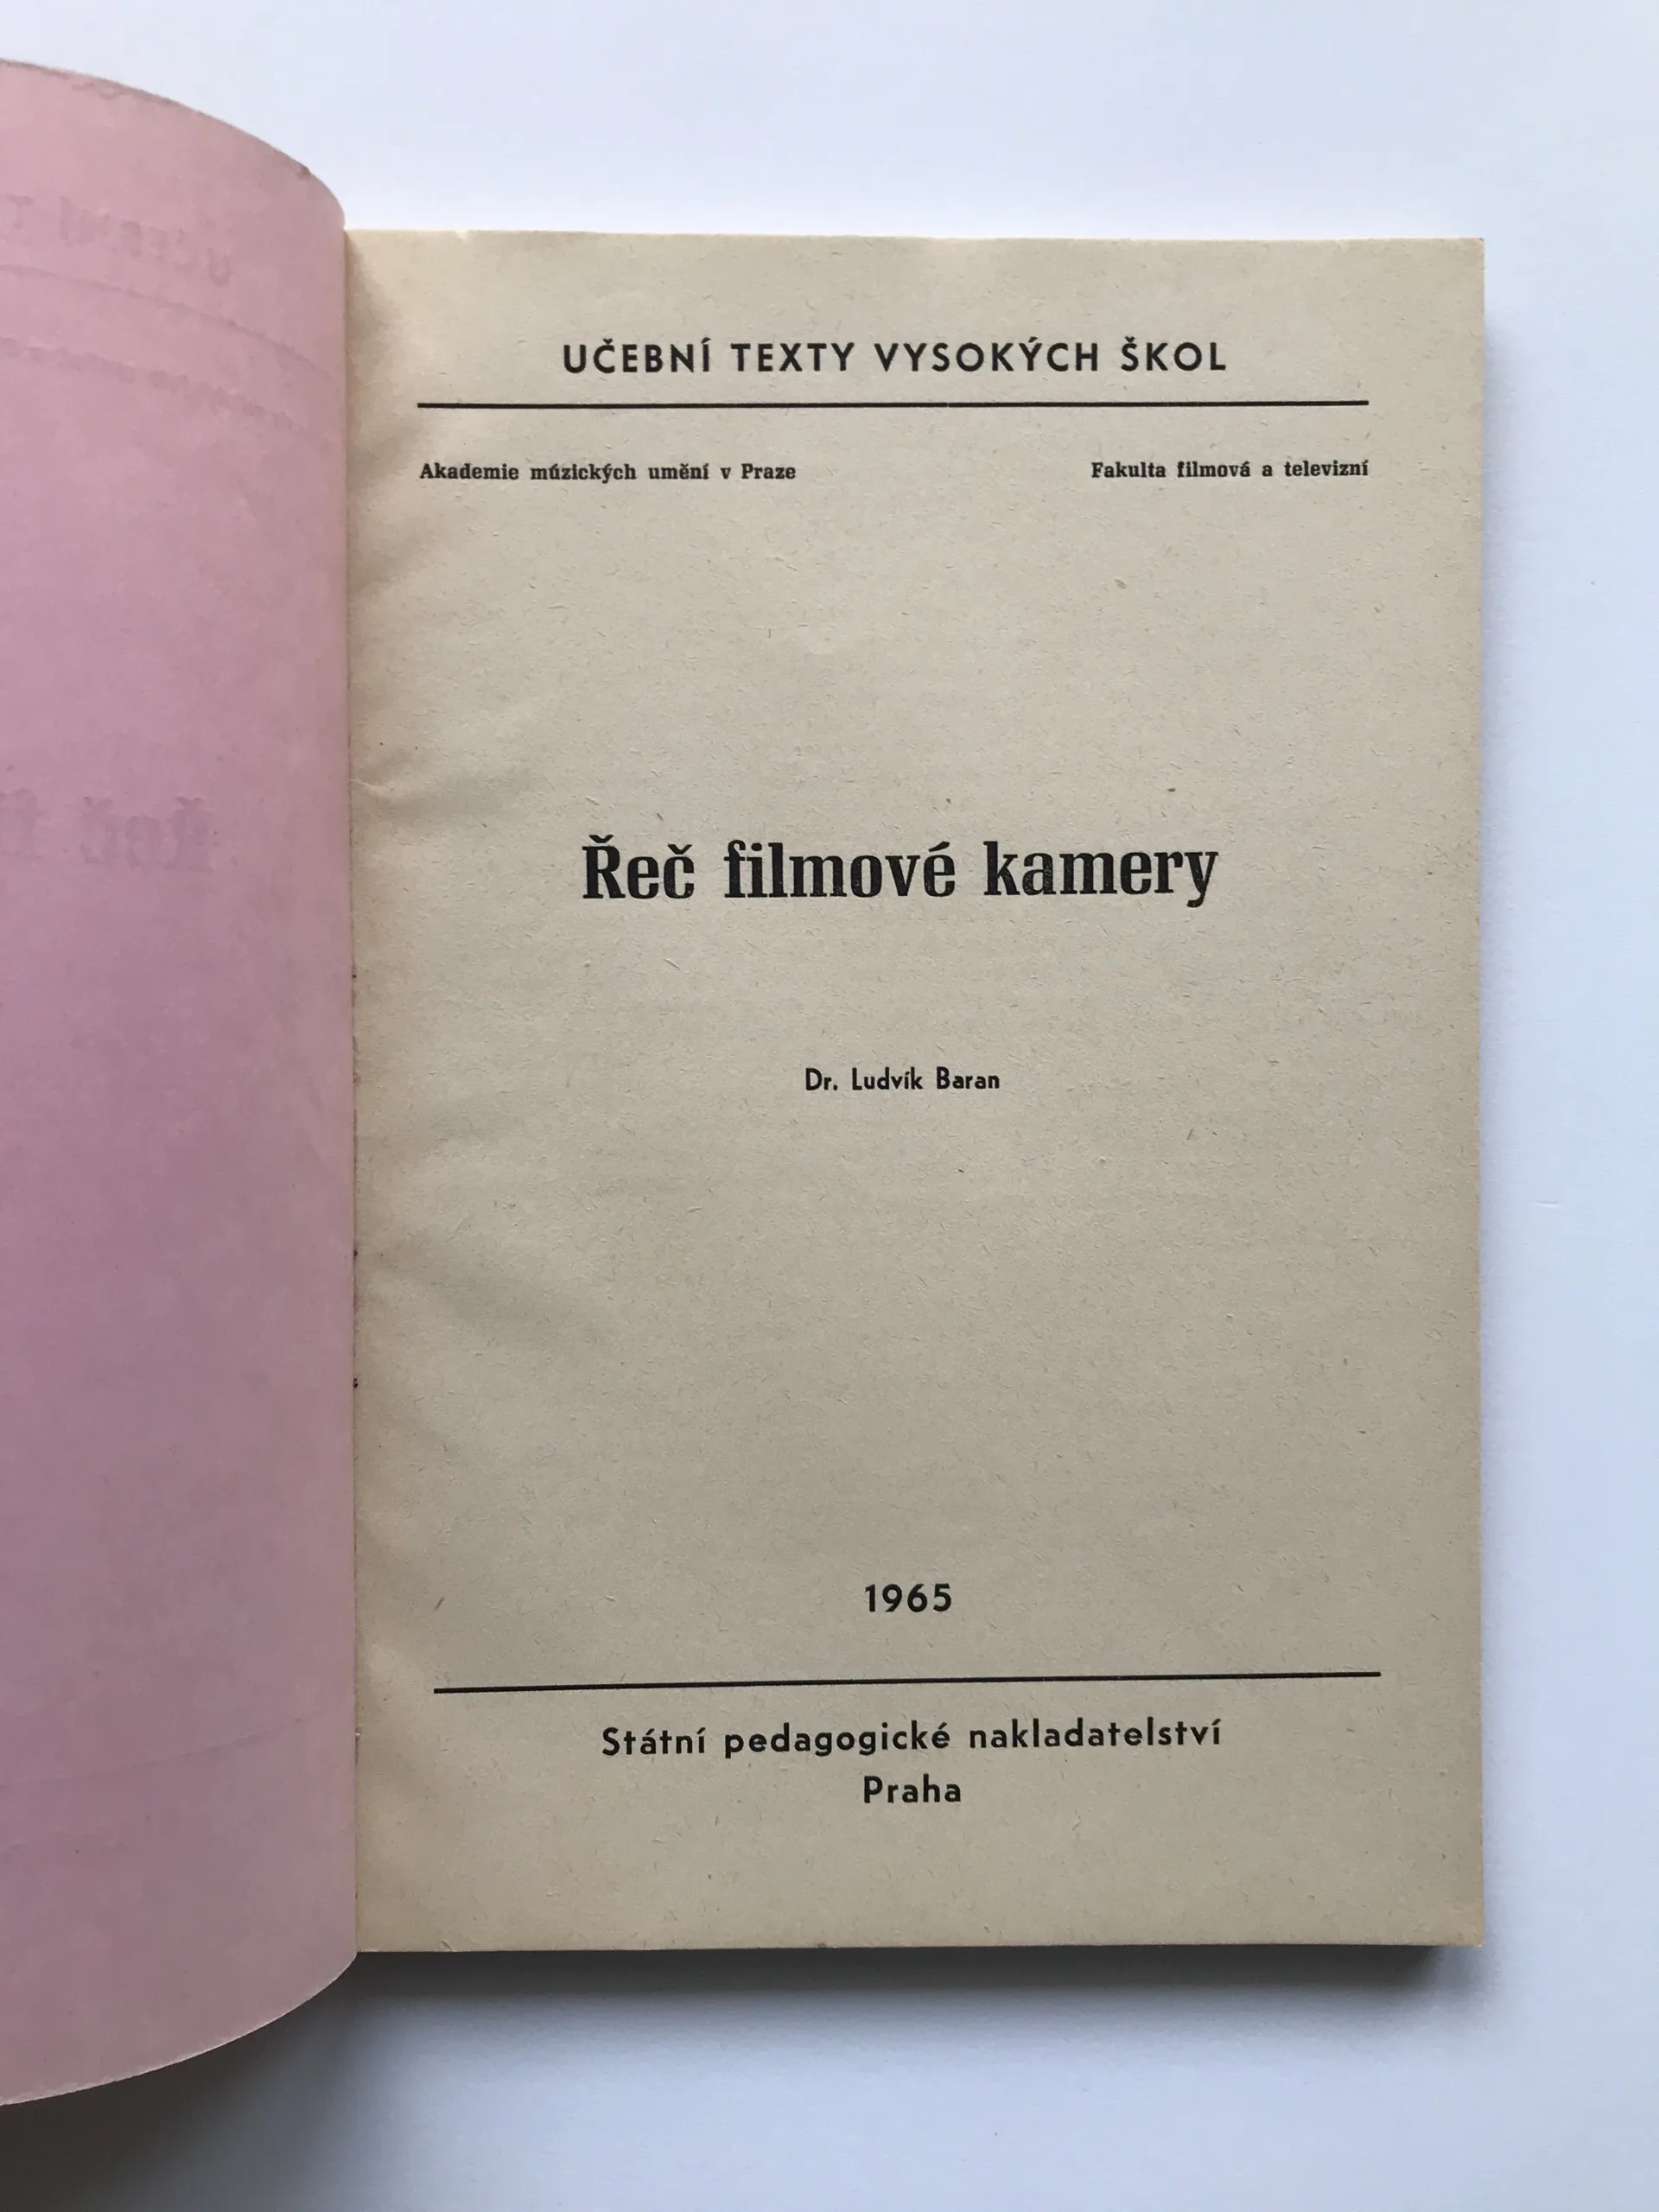 UČEBNÍ TEXTY VYSOKÝCH ŠKOL
Akademie múzických umění v Praze Fakulta filmová a televizní
Řeč filmové kamery
Dr. Ludvík Baran
1965
Státní pedagogické nakladatelství
Praha